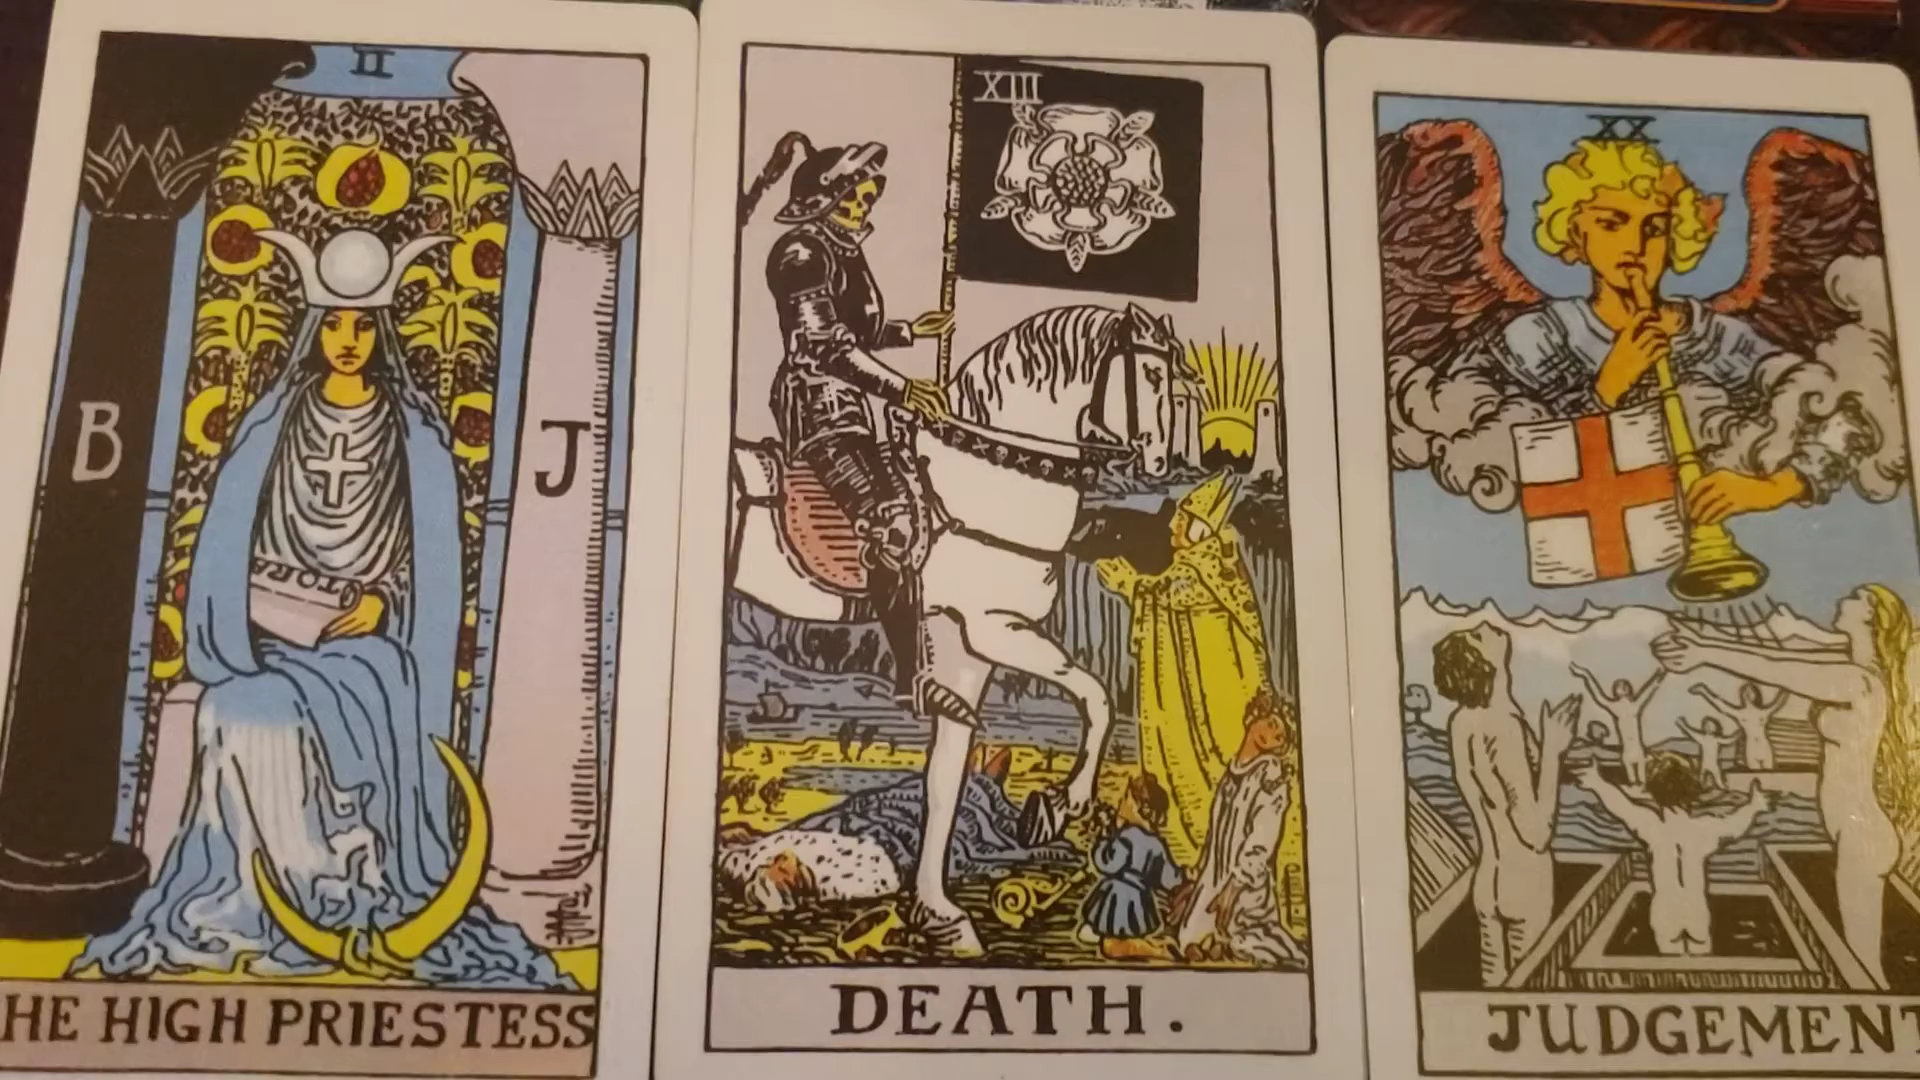 II
B
J
TORA
HE HIGH PRIESTESS
XIII
DEATH.
XX
JUDGEMENT